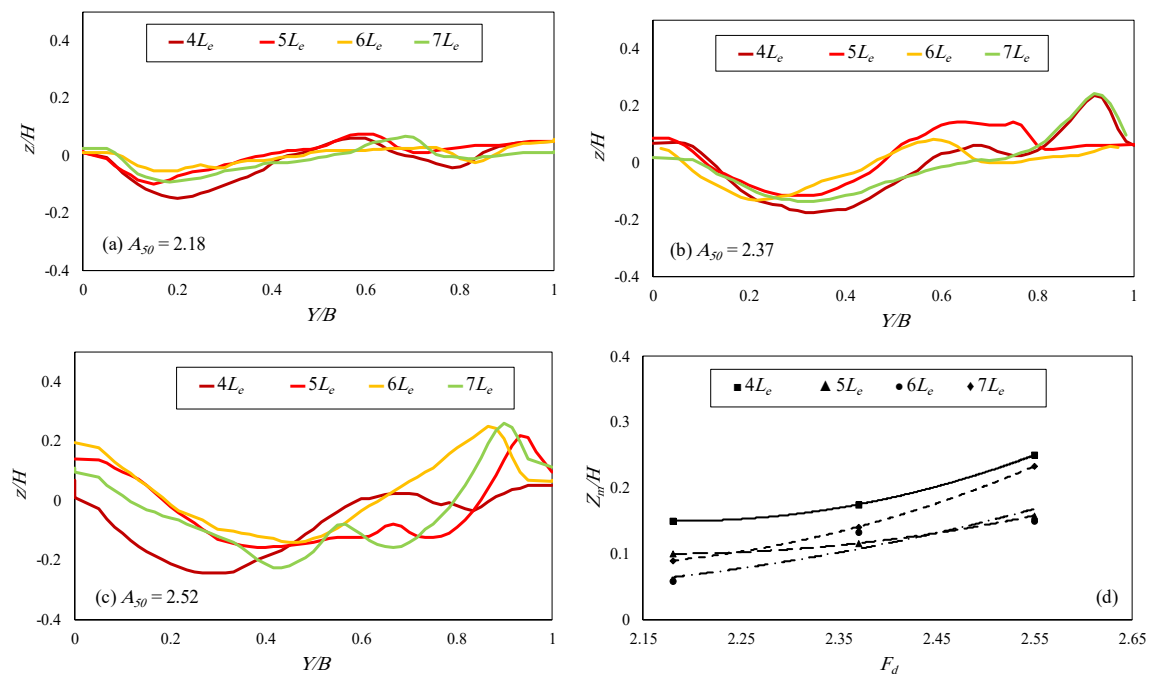 0.4
0.2
0
-0.2
-0.4
z/H
4Le 5Le 6Le 7Le
(a) A50 = 2.18
0 0.2 0.4 0.6 0.8 1
Y/B
0.4
0.2
0
-0.2
-0.4
z/H
4Le 5Le 6Le 7Le
(b) A50 = 2.37
0 0.2 0.4 0.6 0.8 1
Y/B
0.4
0.2
0
-0.2
-0.4
z/H
4Le 5Le 6Le 7Le
(c) A50 = 2.52
0 0.2 0.4 0.6 0.8 1
Y/B
0.4
0.3
0.2
0.1
0
Zm/H
4Le 5Le 6Le 7Le
(d)
2.15 2.25 2.35 2.45 2.55 2.65
Fd